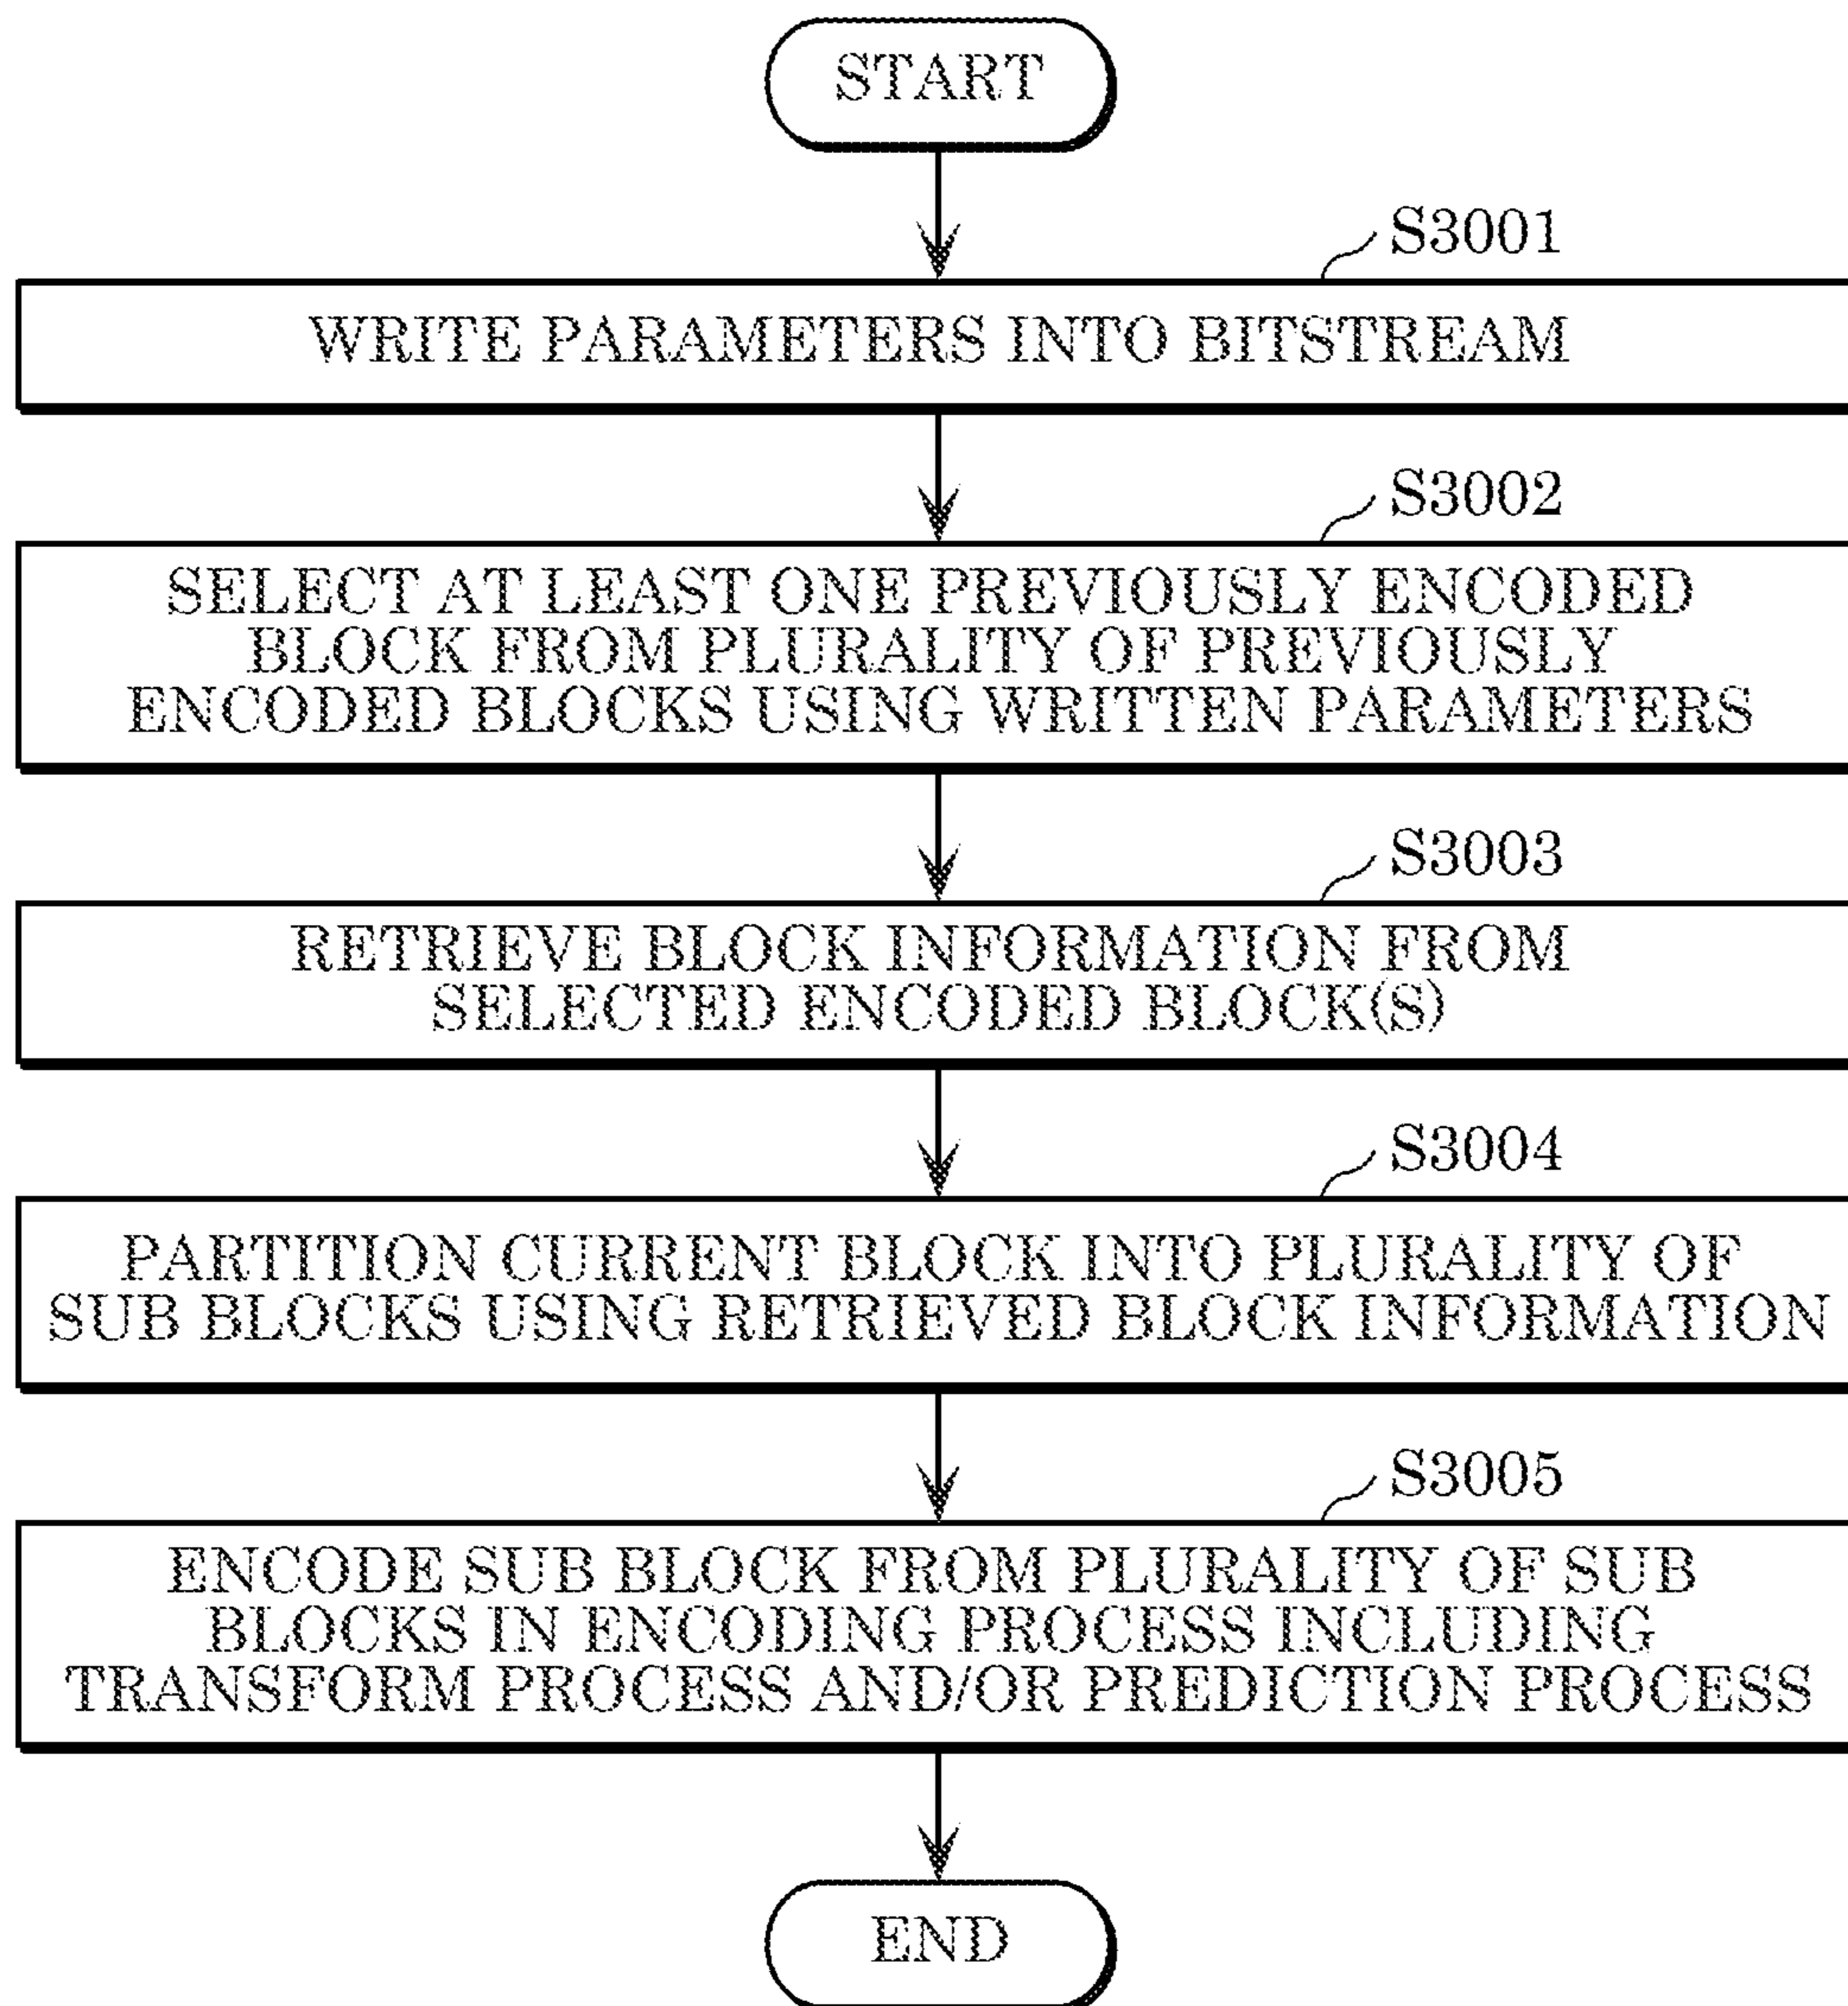 START
S3001
WRITE PARAMETERS INTO BITSTREAM
S3002
SELECT AT LEAST ONE PREVIOUSLY ENCODED
BLOCK FROM PLURALITY OF PREVIOUSLY
ENCODED BLOCKS USING WRITTEN PARAMETERS
S3003
RETRIEVE BLOCK INFORMATION FROM
SELECTED ENCODED BLOCK(S)
S3004
PARTITION CURRENT BLOCK INTO PLURALITY OF
SUB BLOCKS USING RETRIEVED BLOCK INFORMATION
S3005
ENCODE SUB BLOCK FROM PLURALITY OF SUB
BLOCKS IN ENCODING PROCESS INCLUDING
TRANSFORM PROCESS AND/OR PREDICTION PROCESS
END